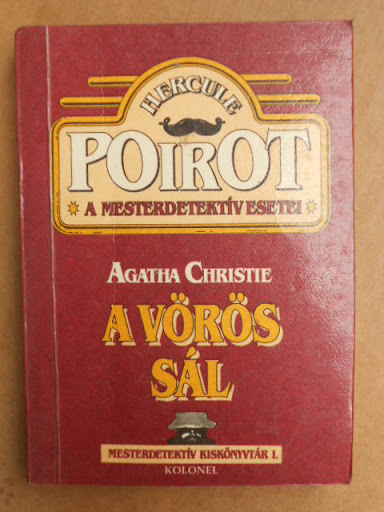 HERCULE
POIROT
A MESTERDETEKTÍV ESETEI
AGATHA CHRISTIE
A VÖRÖS
SÁL
MESTERDETEKTÍV KISKÖNYVTÁR 1.
KOLONEL